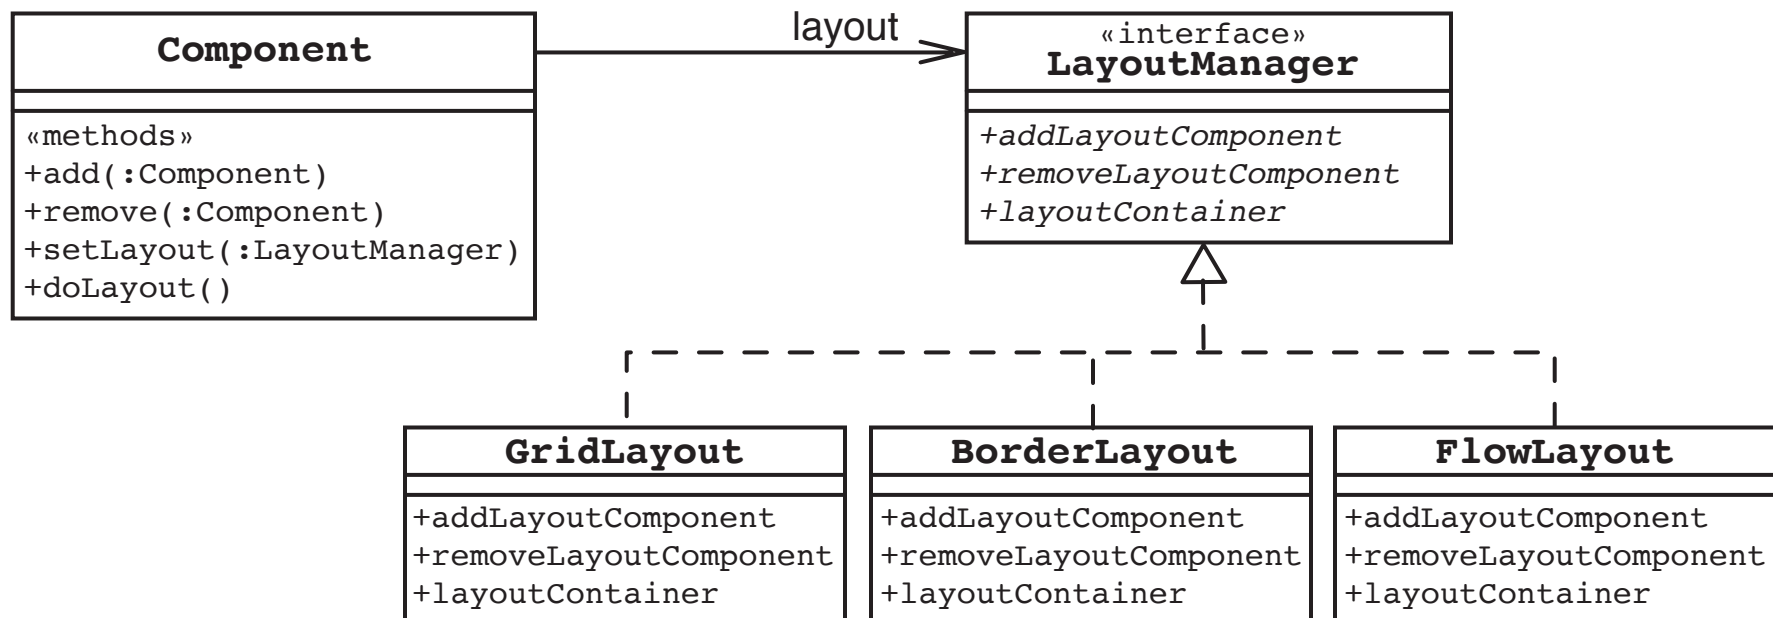 Component
«methods»
+add(:Component)
+remove(:Component)
+setLayout(:LayoutManager)
+doLayout()
layout
«interface»
LayoutManager
+addLayoutComponent
+removeLayoutComponent
+layoutContainer
GridLayout
+addLayoutComponent
+removeLayoutComponent
+layoutContainer
BorderLayout
+addLayoutComponent
+removeLayoutComponent
+layoutContainer
FlowLayout
+addLayoutComponent
+removeLayoutComponent
+layoutContainer